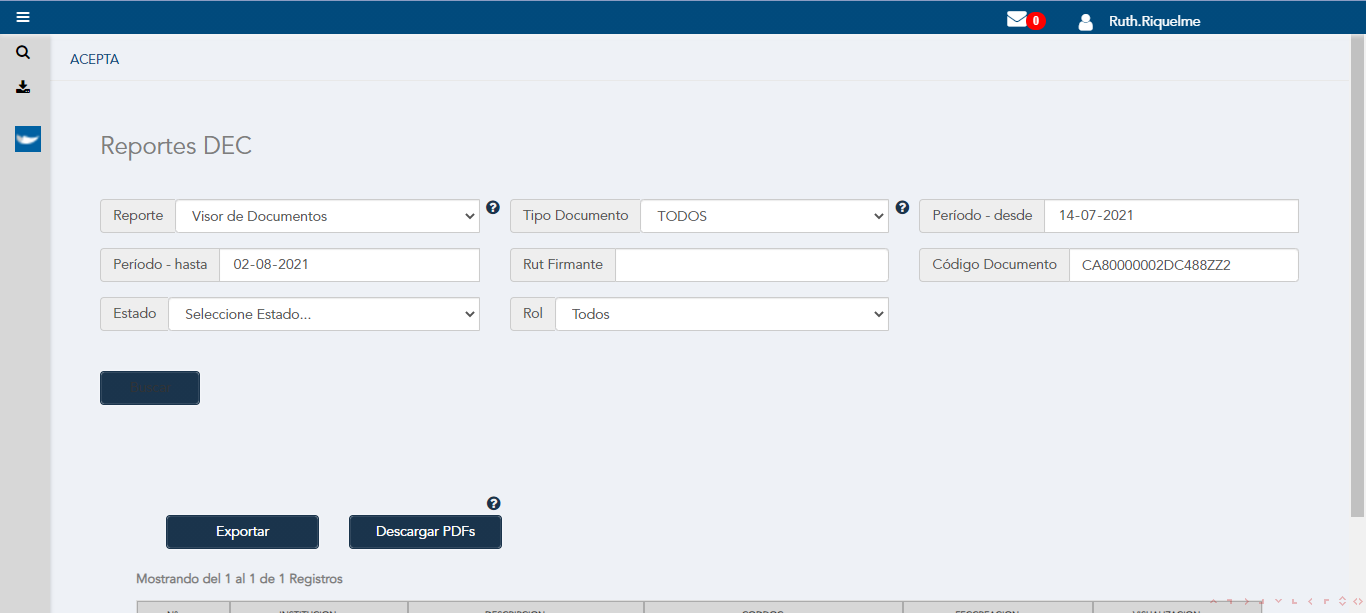 0
Ruth.Riquelme
ACEPTA
Reportes DEC
Reporte Visor de Documentos Tipo Documento TODOS Período - desde 14-07-2021
Período - hasta 02-08-2021 Rut Firmante Código Documento CA80000002DC488ZZ2
Estado Seleccione Estado... Rol Todos
Buscar
Exportar Descargar PDFs
Mostrando del 1 al 1 de 1 Registros